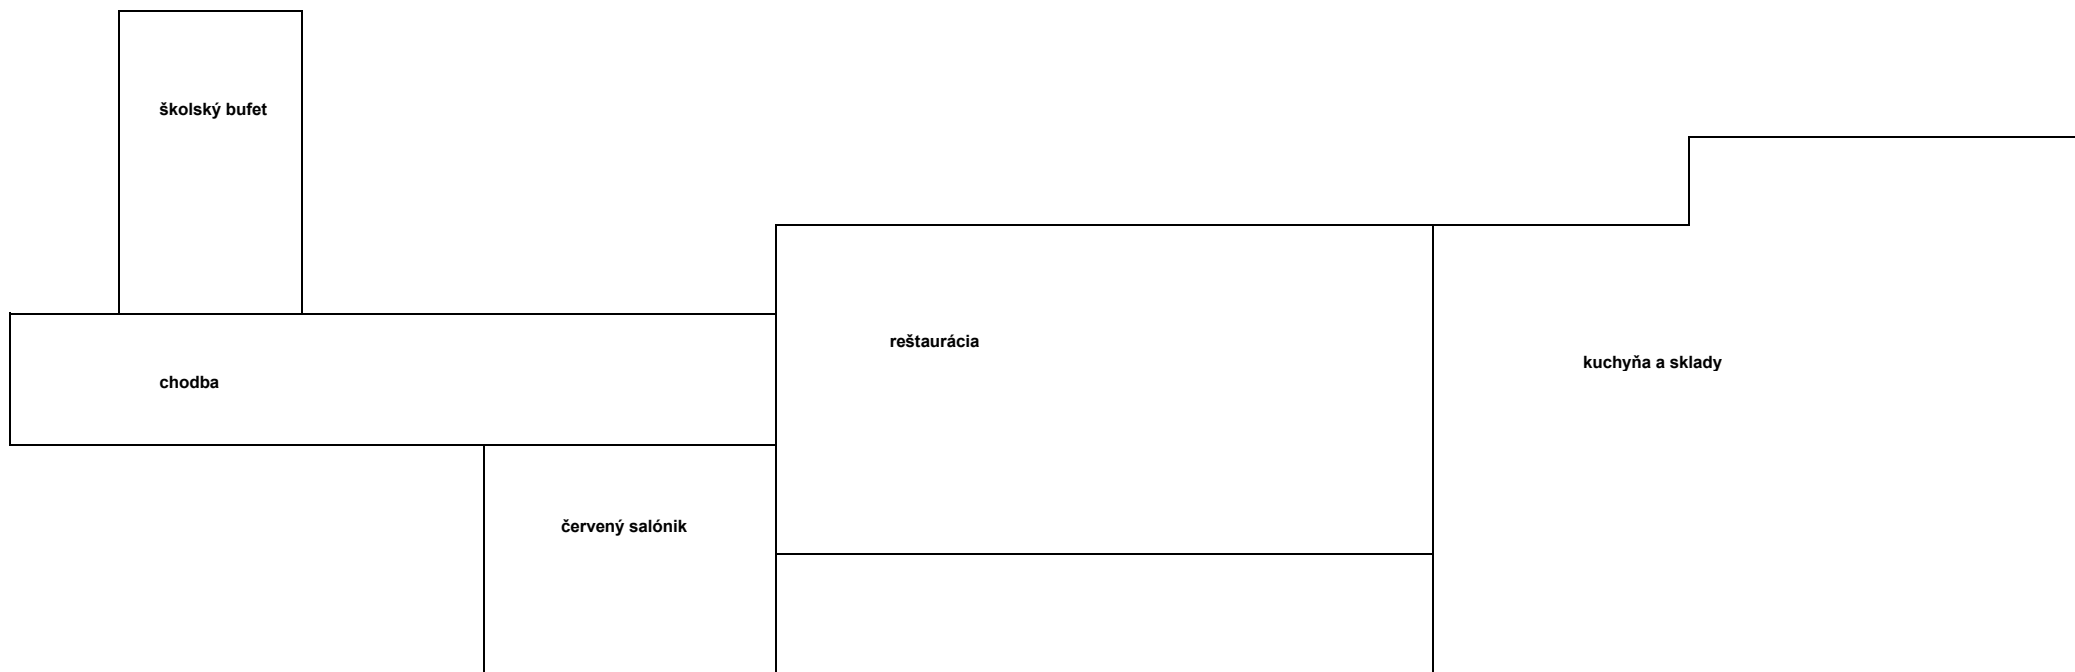 školský bufet
reštaurácia
kuchyňa a sklady
chodba
červený salónik